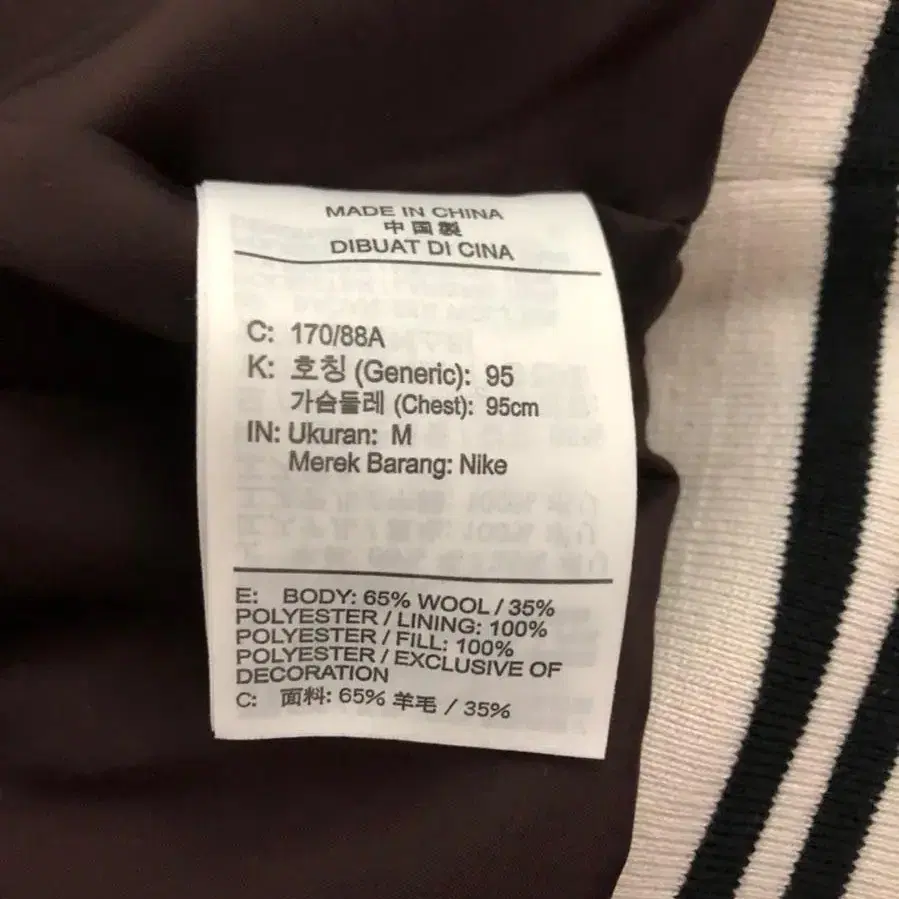 MADE IN CHINA
中国製
DIBUAT DI CINA
C: 170/88A
K: 호칭 (Generic): 95
가슴둘레 (Chest): 95cm
IN: Ukuran: M
Merek Barang: Nike
E: BODY: 65% WOOL / 35%
POLYESTER / LINING: 100%
POLYESTER / FILL: 100%
POLYESTER / EXCLUSIVE OF
DECORATION
C: 面料: 65% 羊毛 / 35%